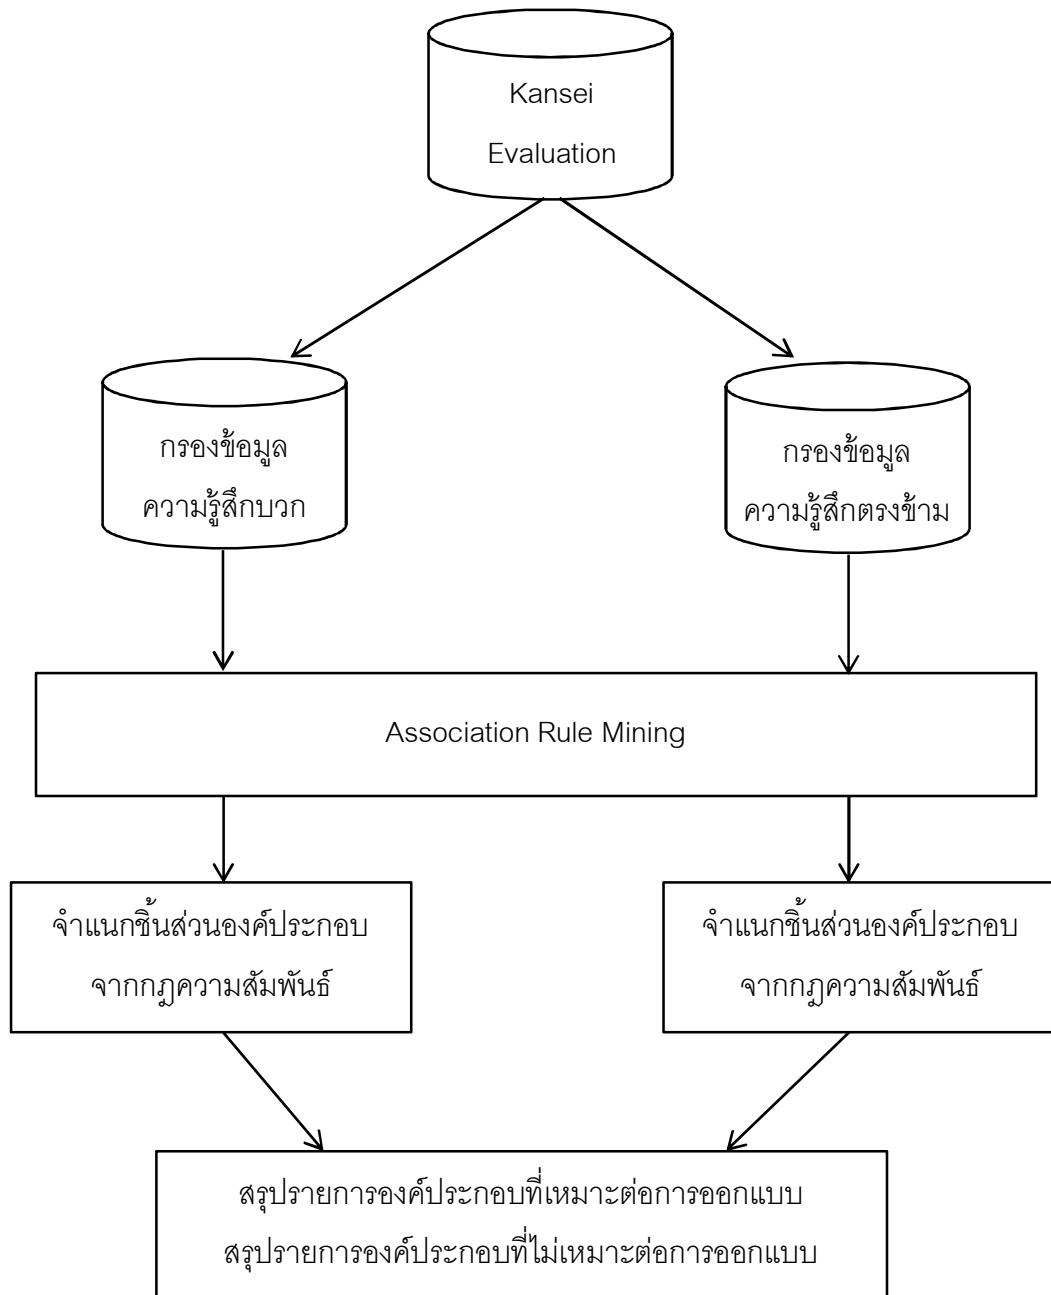 Kansei
Evaluation
กรองข้อมูล
ความรู้สึกบวก
กรองข้อมูล
ความรู้สึกตรงข้าม
Association Rule Mining
จำแนกชิ้นส่วนองค์ประกอบ
จากกฎความสัมพันธ์
จำแนกชิ้นส่วนองค์ประกอบ
จากกฎความสัมพันธ์
สรุปรายการองค์ประกอบที่เหมาะต่อการออกแบบ
สรุปรายการองค์ประกอบที่ไม่เหมาะต่อการออกแบบ